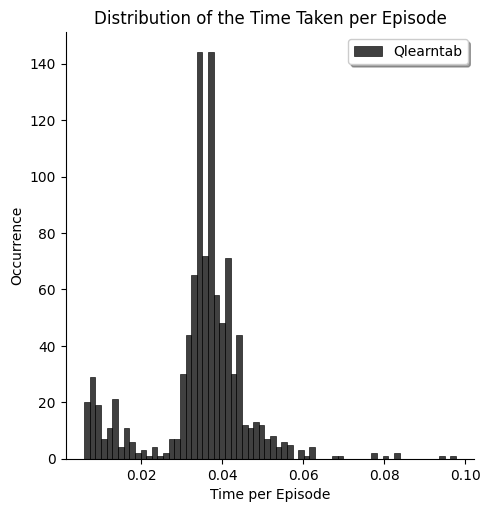 Distribution of the Time Taken per Episode
Qlearntab
Occurrence
140
120
100
80
60
40
20
0
0.02 0.04 0.06 0.08 0.10
Time per Episode